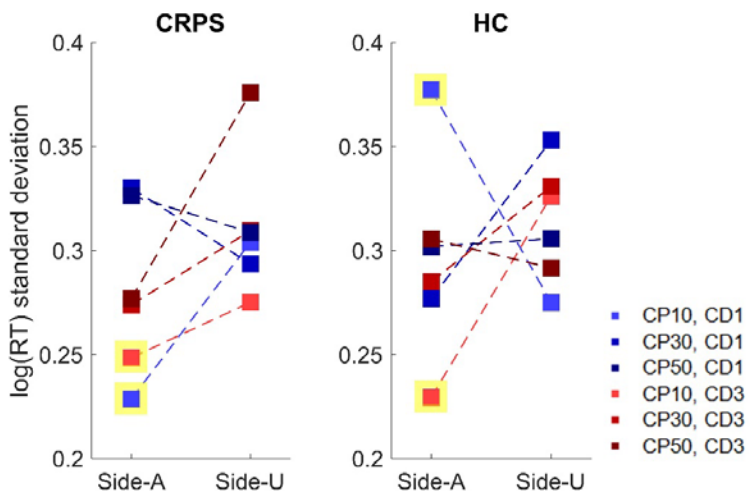 CRPS
HC
log(RT) standard deviation
0.4
0.35
0.3
0.25
0.2
Side-A
Side-U
0.4
0.35
0.3
0.25
0.2
Side-A
Side-U
CP10, CD1
CP30, CD1
CP50, CD1
CP10, CD3
CP30, CD3
CP50, CD3